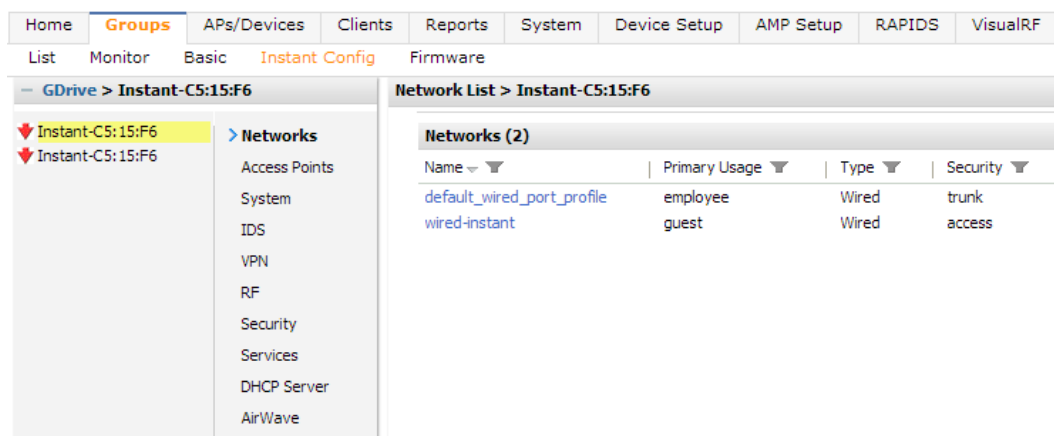 Home Groups APs/Devices Clients Reports System Device Setup AMP Setup RAPIDS VisualRF
List Monitor Basic Instant Config Firmware
− GDrive > Instant-C5:15:F6
Instant-C5:15:F6
Instant-C5:15:F6
> Networks
Access Points
System
IDS
VPN
RF
Security
Services
DHCP Server
AirWave
Network List > Instant-C5:15:F6
Networks (2)
Name Primary Usage Type Security
default_wired_port_profile employee Wired trunk
wired-instant guest Wired access